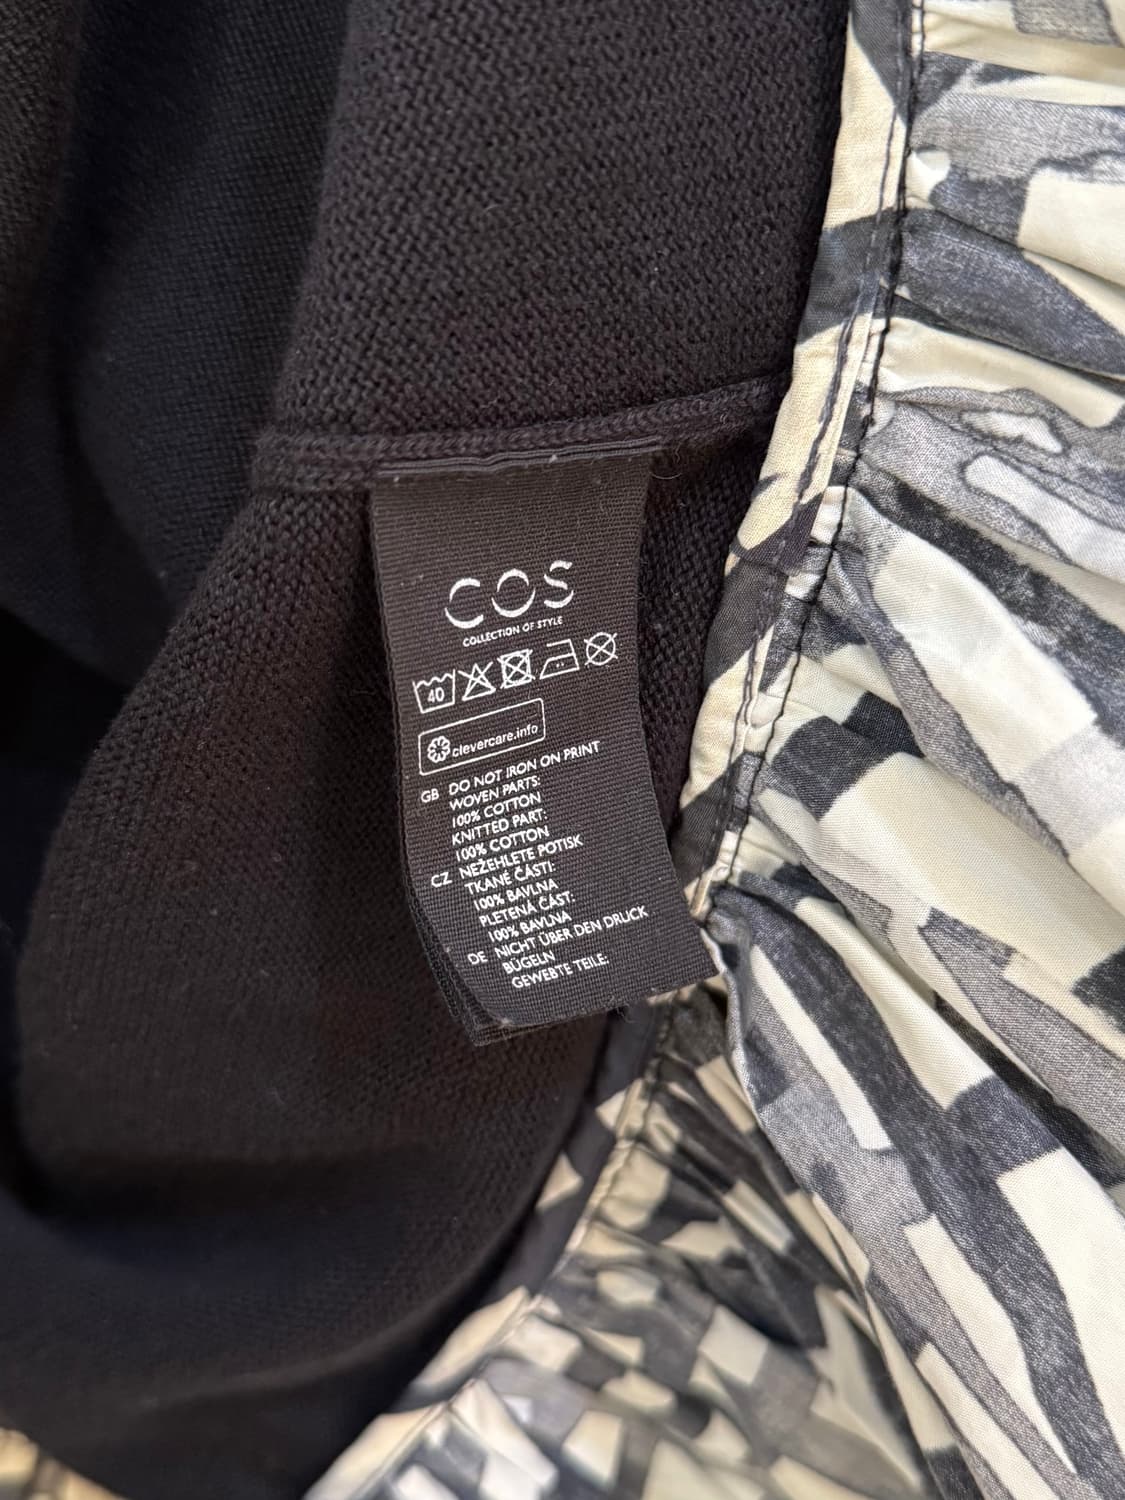 COS
COLLECTION OF STYLE
40
clevercare.info
GB DO NOT IRON ON PRINT
WOVEN PARTS:
100% COTTON
KNITTED PART:
100% COTTON
CZ NEŽEHLETE POTISK
TKANÉ ČÁSTI:
100% BAVLNA
PLETENÁ ČÁST:
100% BAVLNA
DE NICHT ÜBER DEN DRUCK
BÜGELN
GEWEBTE TEILE: